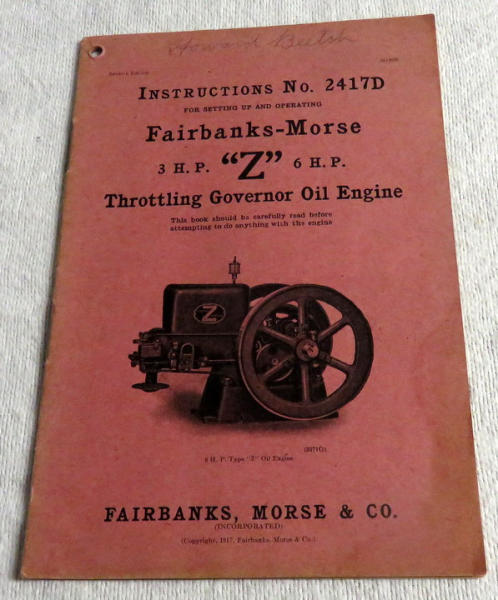 Howard
INSTRUCTIONS No. 2417D
FOR SETTING UP AND OPERATING
Fairbanks-Morse
3 H. P. "Z" 6 H. P.
Throttling Governor Oil Engine
This book should be carefully read before
attempting to do anything with the engine
Z
6 H. P. Type "Z" Oil Engine
FAIRBANKS, MORSE & CO.
(INCORPORATED)
(Copyright, 1917, Fairbanks, Morse & Co.)